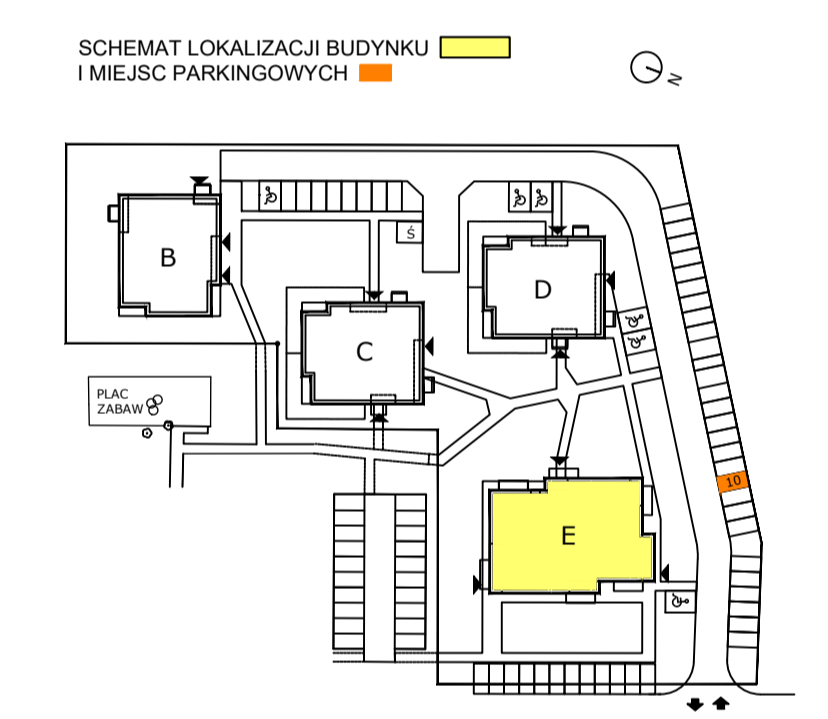 SCHEMAT LOKALIZACJI BUDYNKU
I MIEJSC PARKINGOWYCH
N
B
Ś
D
C
PLAC
ZABAW
10
E